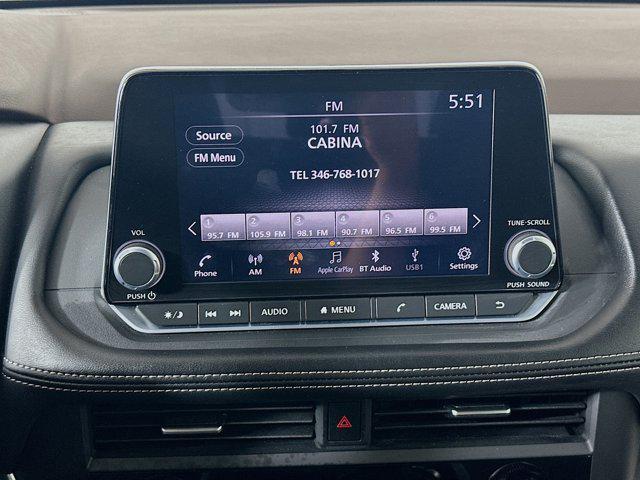 FM
5:51
Source
FM Menu
101.7 FM
CABINA
TEL 346-768-1017
1 2 3 4 5 6
95.7 FM 105.9 FM 98.1 FM 90.7 FM 96.5 FM 99.5 FM
Phone AM FM Apple CarPlay BT Audio USB1 Settings
VOL
PUSH
TUNE·SCROLL
PUSH SOUND
AUDIO MENU CAMERA